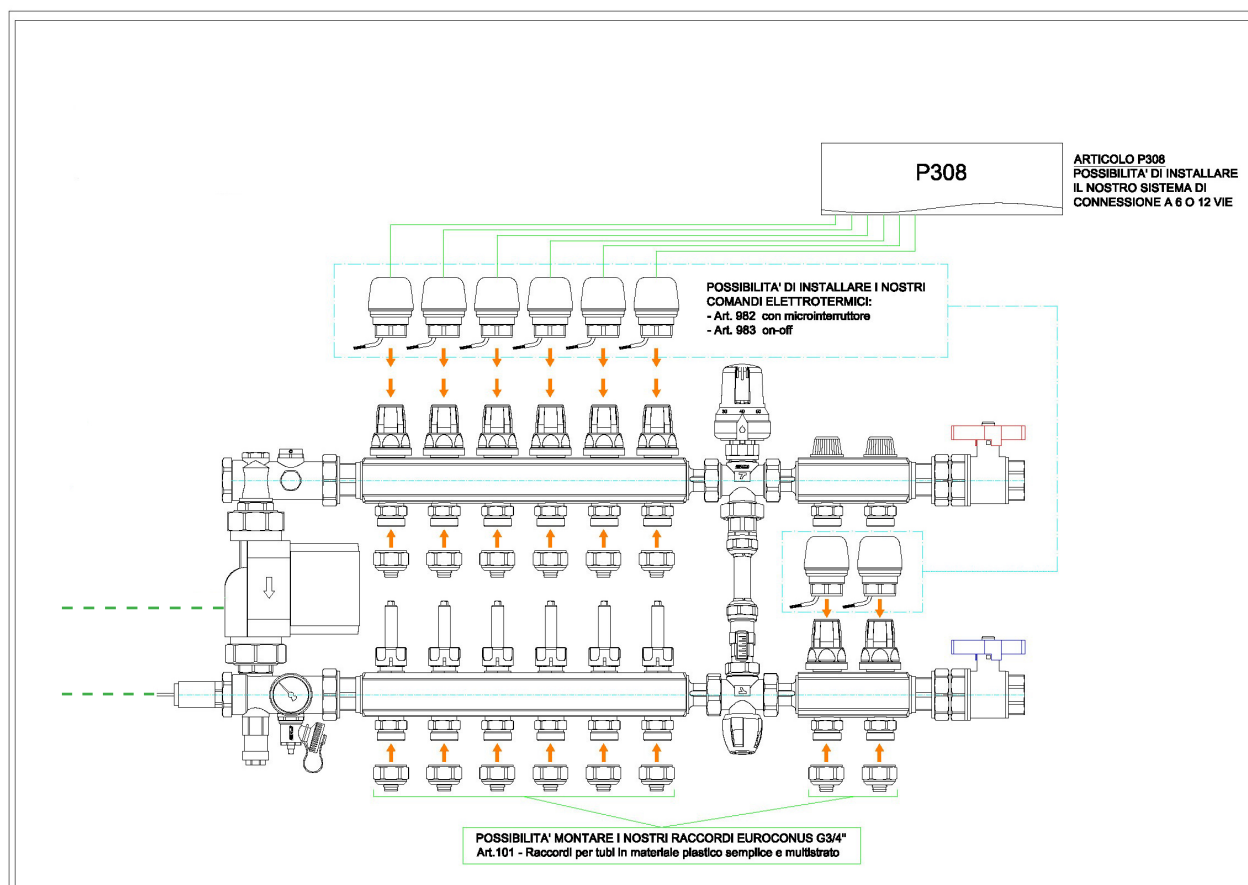 P308
ARTICOLO P308
POSSIBILITA' DI INSTALLARE
IL NOSTRO SISTEMA DI
CONNESSIONE A 6 O 12 VIE
POSSIBILITA' DI INSTALLARE I NOSTRI
COMANDI ELETTROTERMICI:
- Art. 982 con microinterruttore
- Art. 983 on-off
POSSIBILITA' MONTARE I NOSTRI RACCORDI EUROCONUS G3/4"
Art.101 - Raccordi per tubi in materiale plastico semplice e multistrato